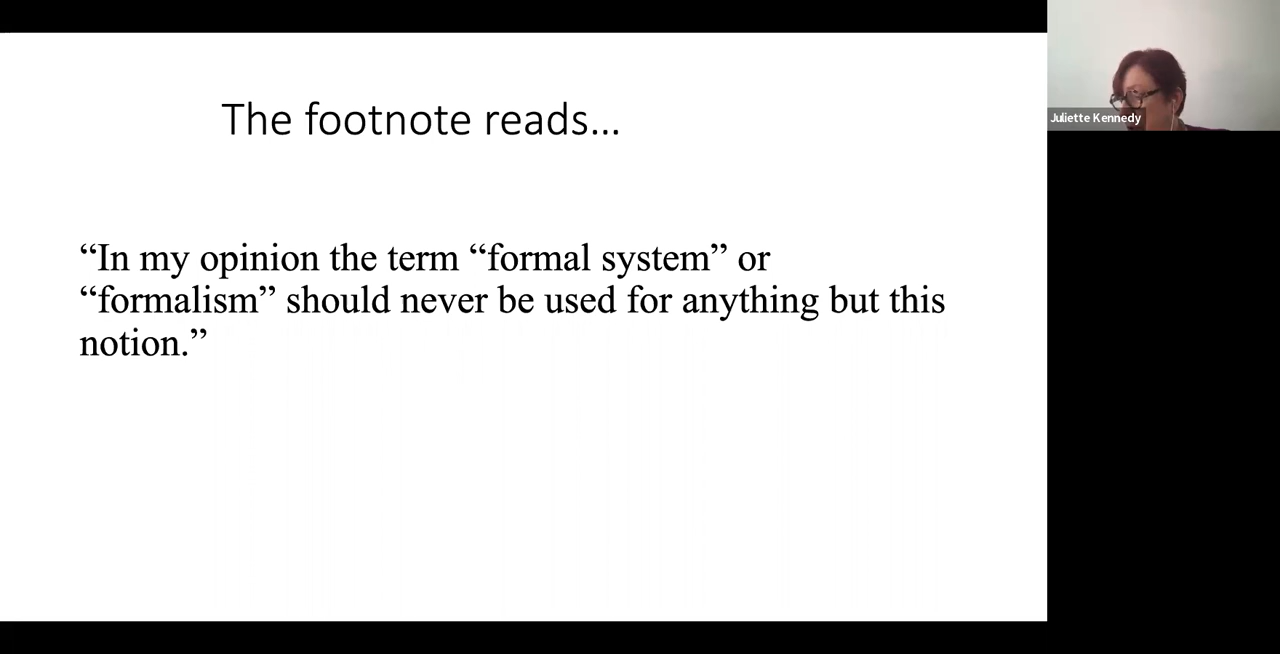 The footnote reads...
“In my opinion the term “formal system” or
“formalism” should never be used for anything but this
notion.”
Juliette Kennedy